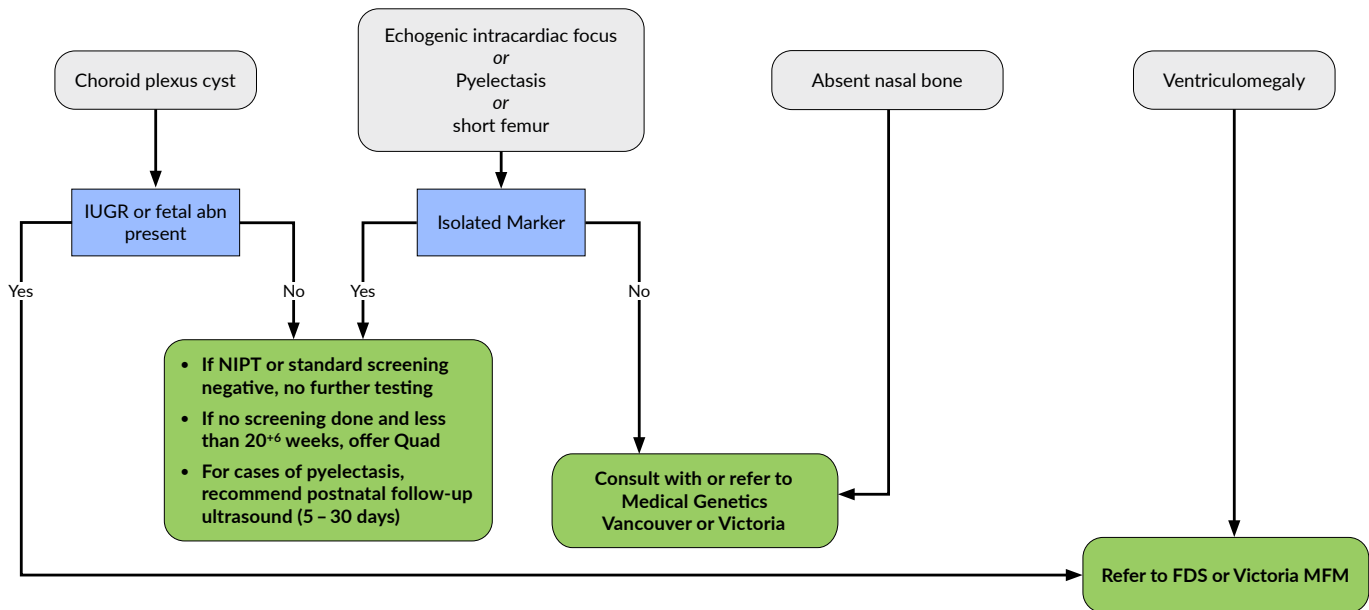 Choroid plexus cyst
Echogenic intracardiac focus
or
Pyelectasis
or
short femur
Absent nasal bone
Ventriculomegaly
IUGR or fetal abn
present
Isolated Marker
Yes
No
Yes
No
• If NIPT or standard screening
negative, no further testing
• If no screening done and less
than 20⁺⁶ weeks, offer Quad
• For cases of pyelectasis,
recommend postnatal follow-up
ultrasound (5 – 30 days)
Consult with or refer to
Medical Genetics
Vancouver or Victoria
Refer to FDS or Victoria MFM